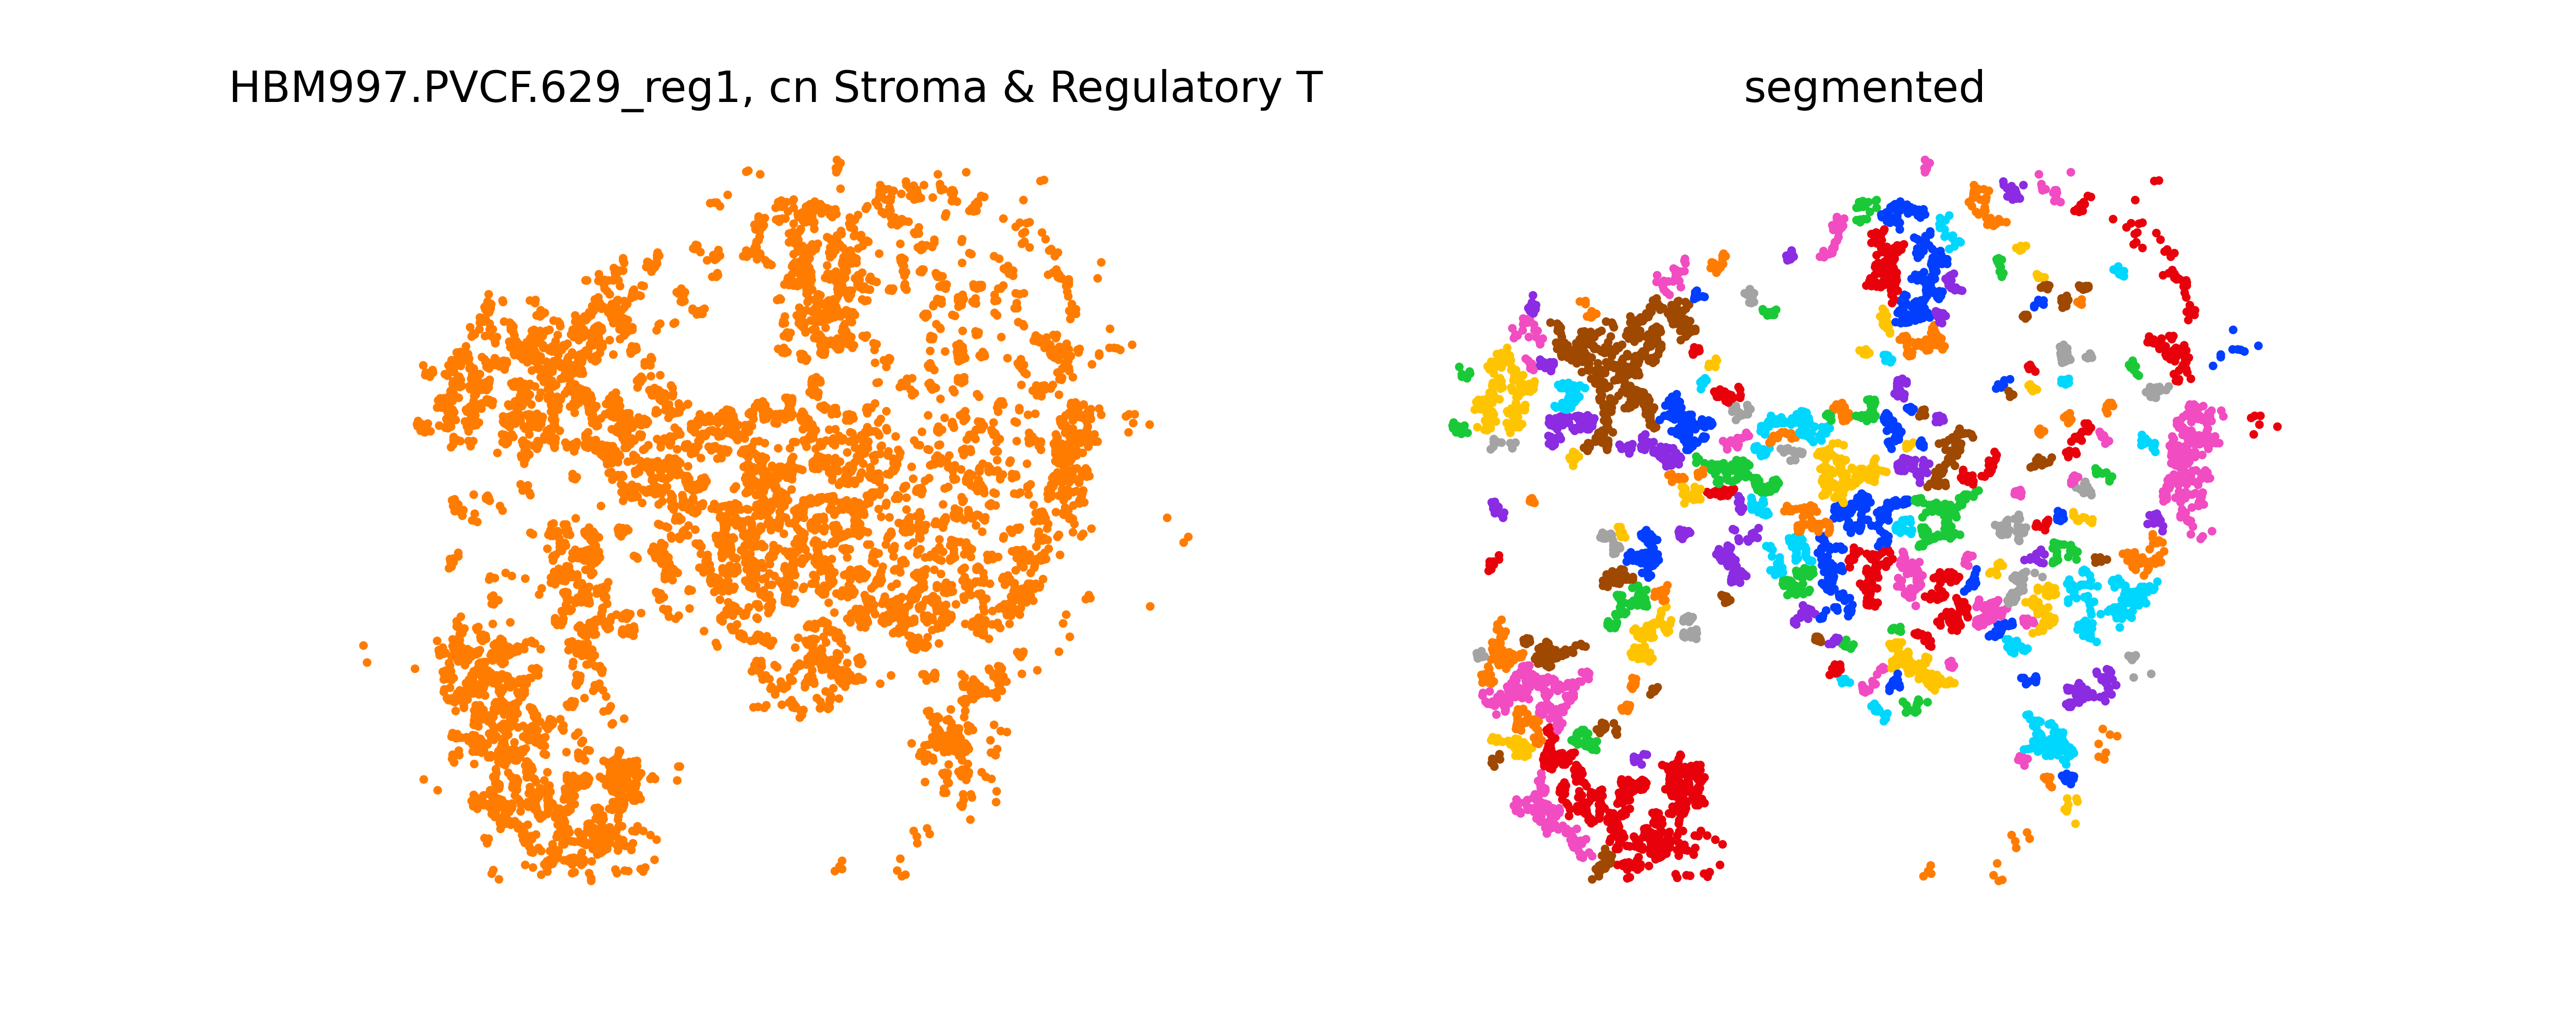 HBM997.PVCF.629_reg1, cn Stroma & Regulatory T
segmented